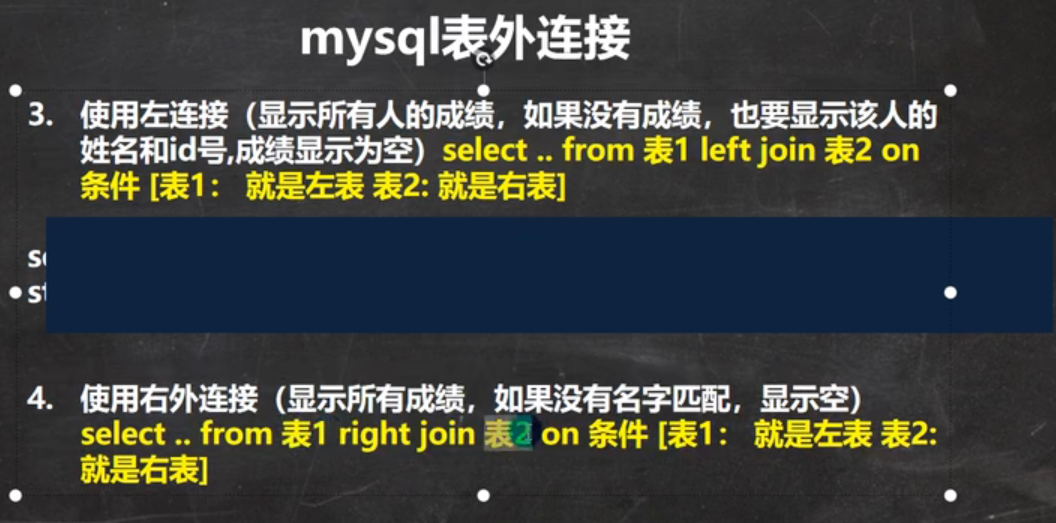 mysql表外连接
3. 使用左连接（显示所有人的成绩，如果没有成绩，也要显示该人的
姓名和id号,成绩显示为空）select .. from 表1 left join 表2 on
条件 [表1： 就是左表 表2: 就是右表]
4. 使用右外连接（显示所有成绩，如果没有名字匹配，显示空）
select .. from 表1 right join 表2 on 条件 [表1： 就是左表 表2:
就是右表]